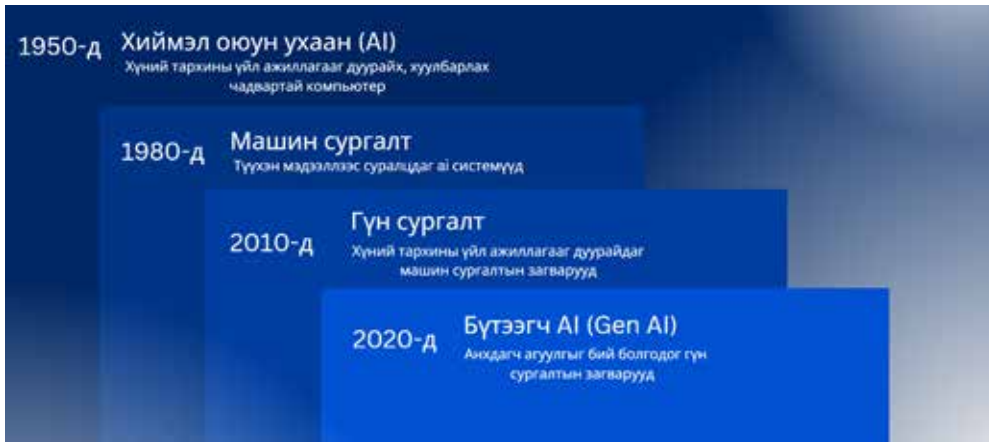 1950-д Хиймэл оюун ухаан (AI)
Хүний тархины үйл ажиллагааг дуурайх, хуулбарлах
чадвартай компьютер
1980-д Машин сургалт
Түүхэн мэдээллээс суралцдаг ai системүүд
2010-д Гүн сургалт
Хүний тархины үйл ажиллагааг дуурайдаг
машин сургалтын загварууд
2020-д Бүтээгч AI (Gen AI)
Анхдагч агуулгыг бий болгодог гүн
сургалтын загварууд